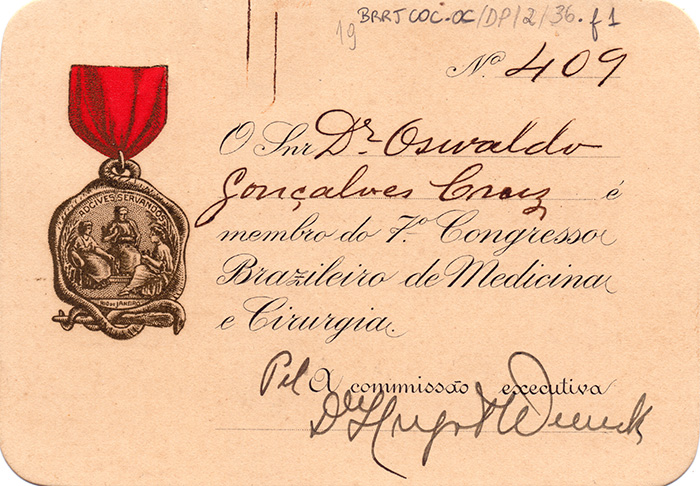 19 BRRJCOC-OC/DP/2/36.f1
Nº 409
AD CIVES SERVANDOS
RIO DE JANEIRO
O Snr Dr. Oswaldo
Gonçalves Cruz é
membro do 7º Congresso
Brazileiro de Medicina
e Cirurgia.
Pel A commissão executiva
Dr Hugo